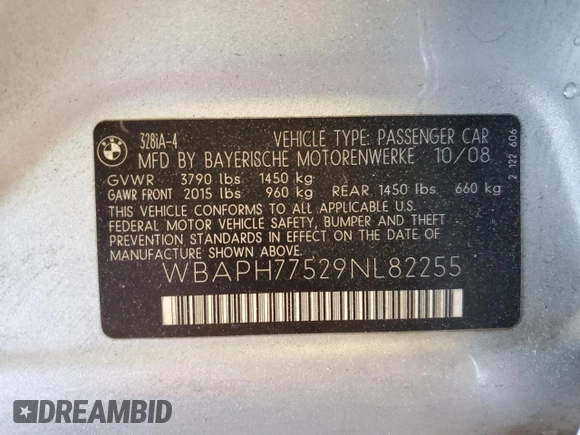 328iA-4
VEHICLE TYPE: PASSENGER CAR
MFD BY BAYERISCHE MOTORENWERKE 10/08
GVWR 3790 lbs 1450 kg
GAWR FRONT 2015 lbs 960 kg REAR 1450 lbs 660 kg
THIS VEHICLE CONFORMS TO ALL APPLICABLE U.S.
FEDERAL MOTOR VEHICLE SAFETY, BUMPER AND THEFT
PREVENTION STANDARDS IN EFFECT ON THE DATE OF
MANUFACTURE SHOWN ABOVE.
WBAPH77529NL82255
2 122 606
DREAMBID